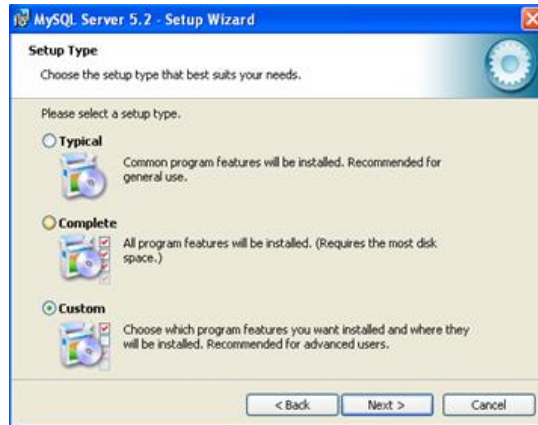 MySQL Server 5.2 - Setup Wizard
Setup Type
Choose the setup type that best suits your needs.
Please select a setup type.
Typical
Common program features will be installed. Recommended for
general use.
Complete
All program features will be installed. (Requires the most disk
space.)
Custom
Choose which program features you want installed and where they
will be installed. Recommended for advanced users.
< Back Next > Cancel